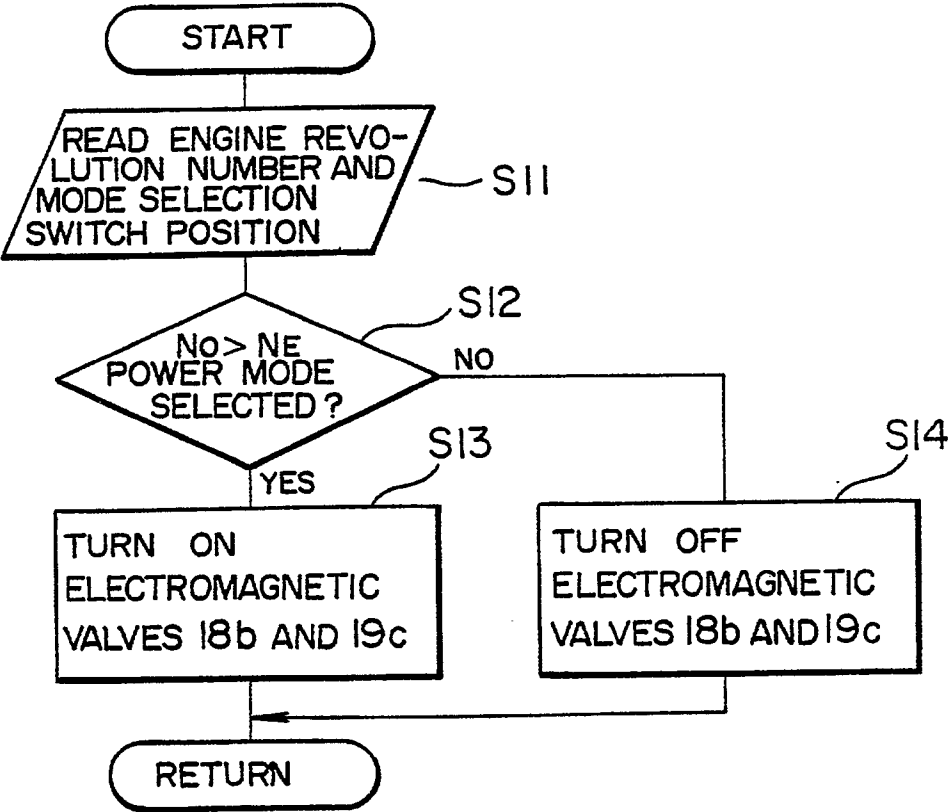 START
READ ENGINE REVO-
LUTION NUMBER AND
MODE SELECTION
SWITCH POSITION
S11
S12
No > NE
POWER MODE
SELECTED?
NO
YES
S13
TURN ON
ELECTROMAGNETIC
VALVES 18b AND 19c
S14
TURN OFF
ELECTROMAGNETIC
VALVES 18b AND 19c
RETURN